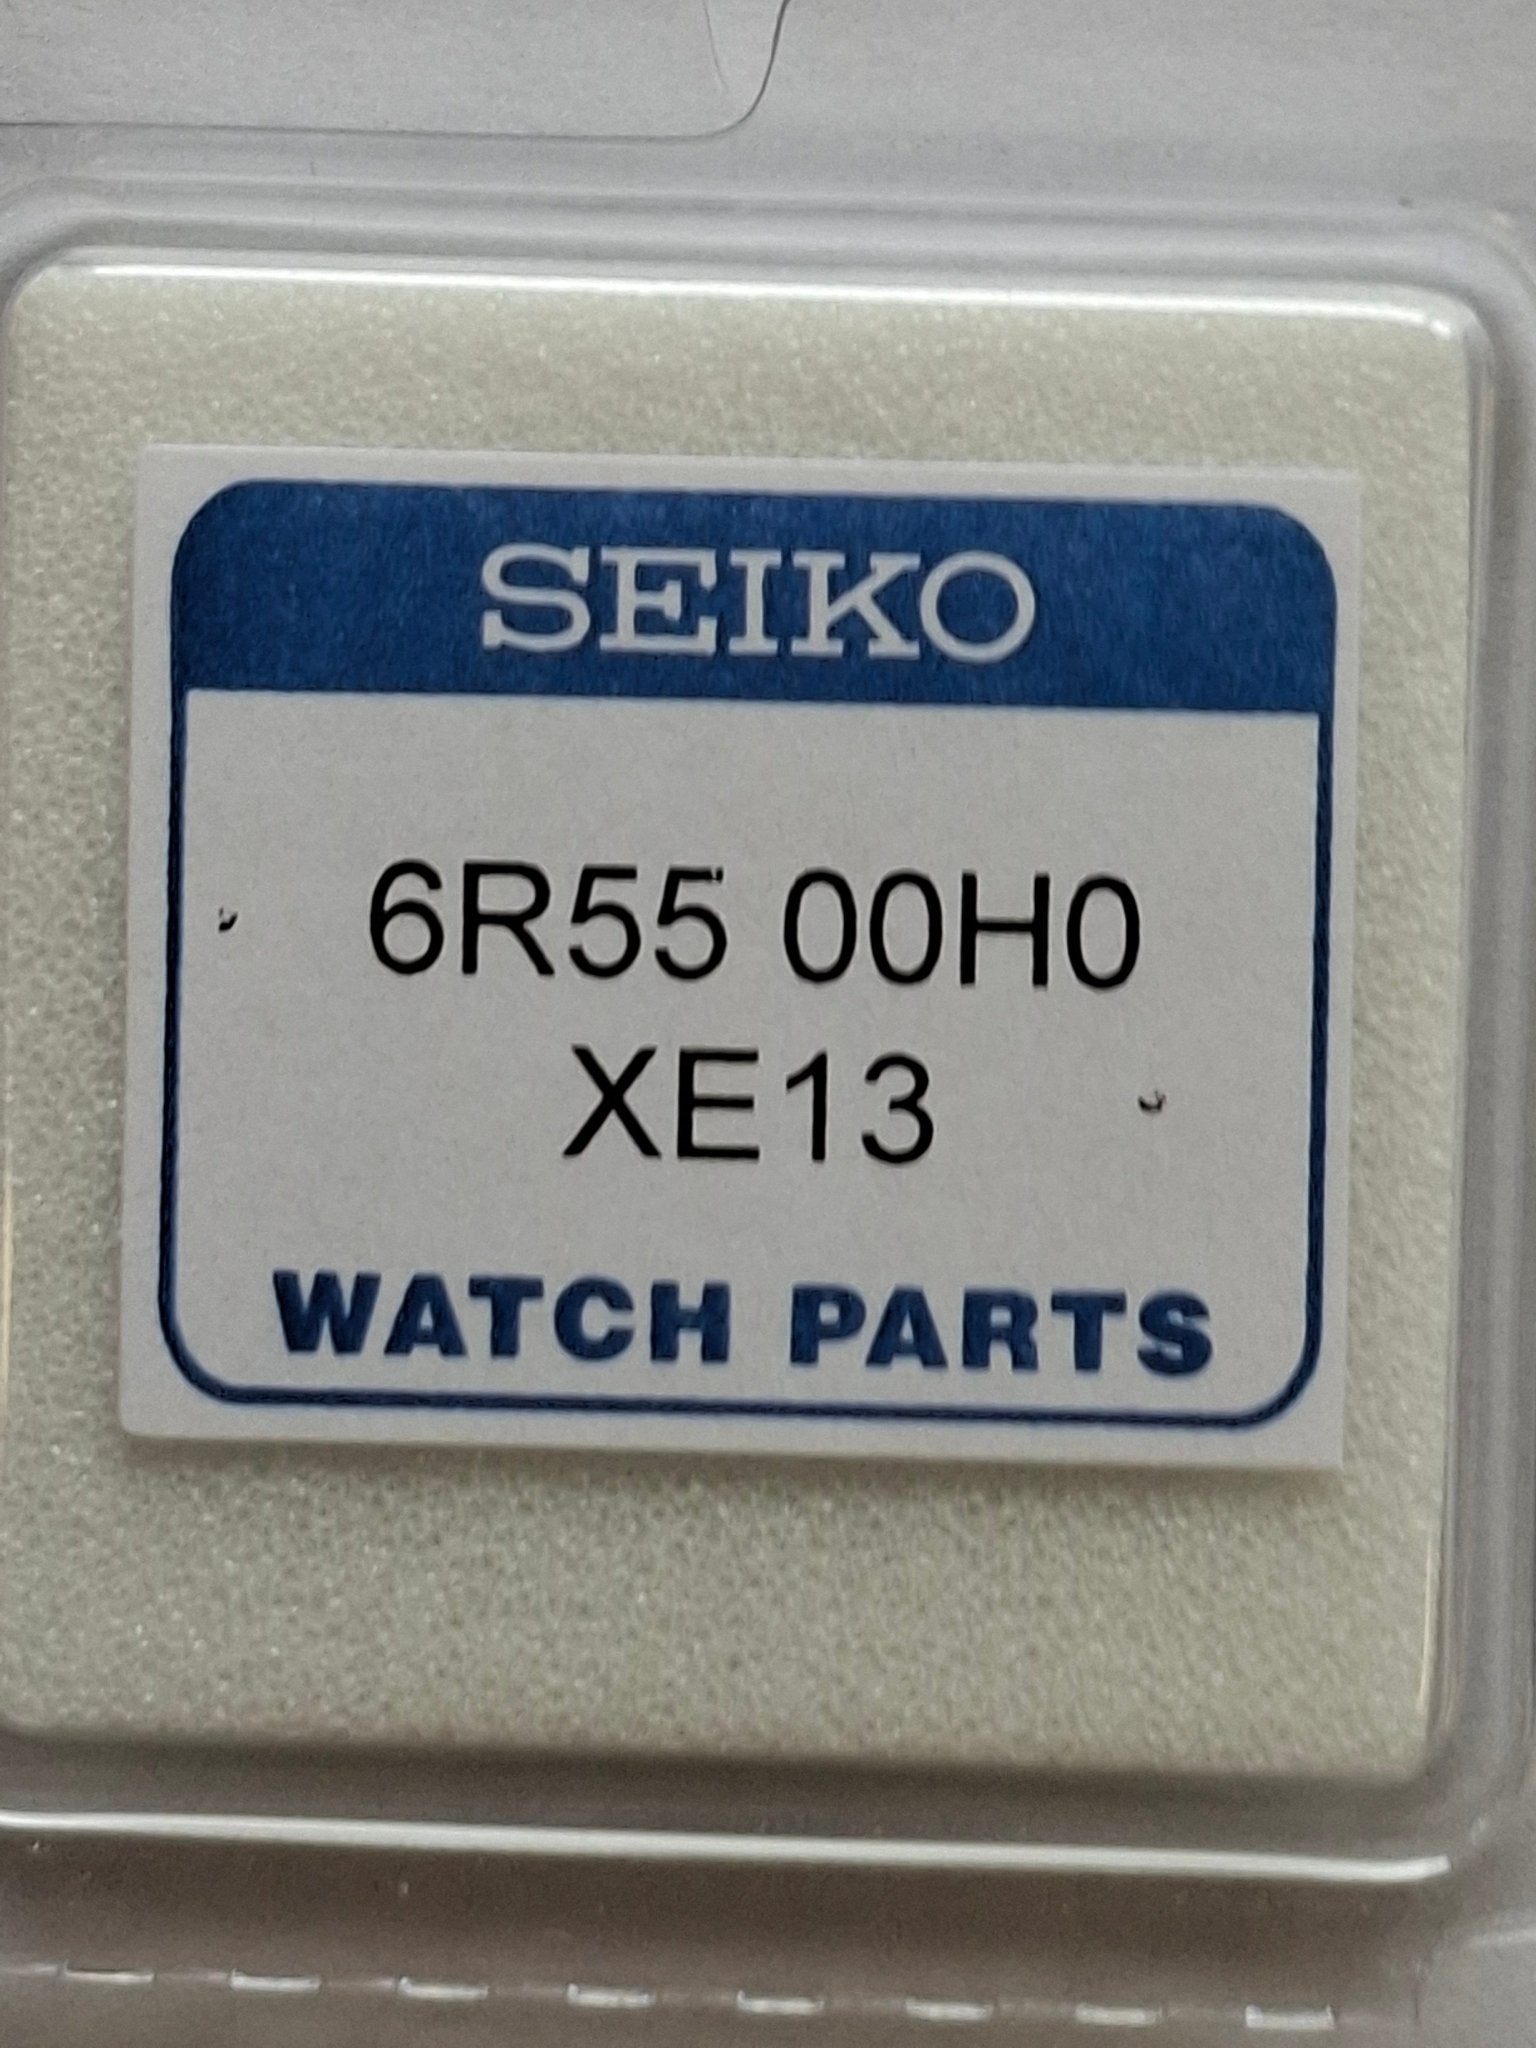 SEIKO
6R55 00H0
XE13
WATCH PARTS